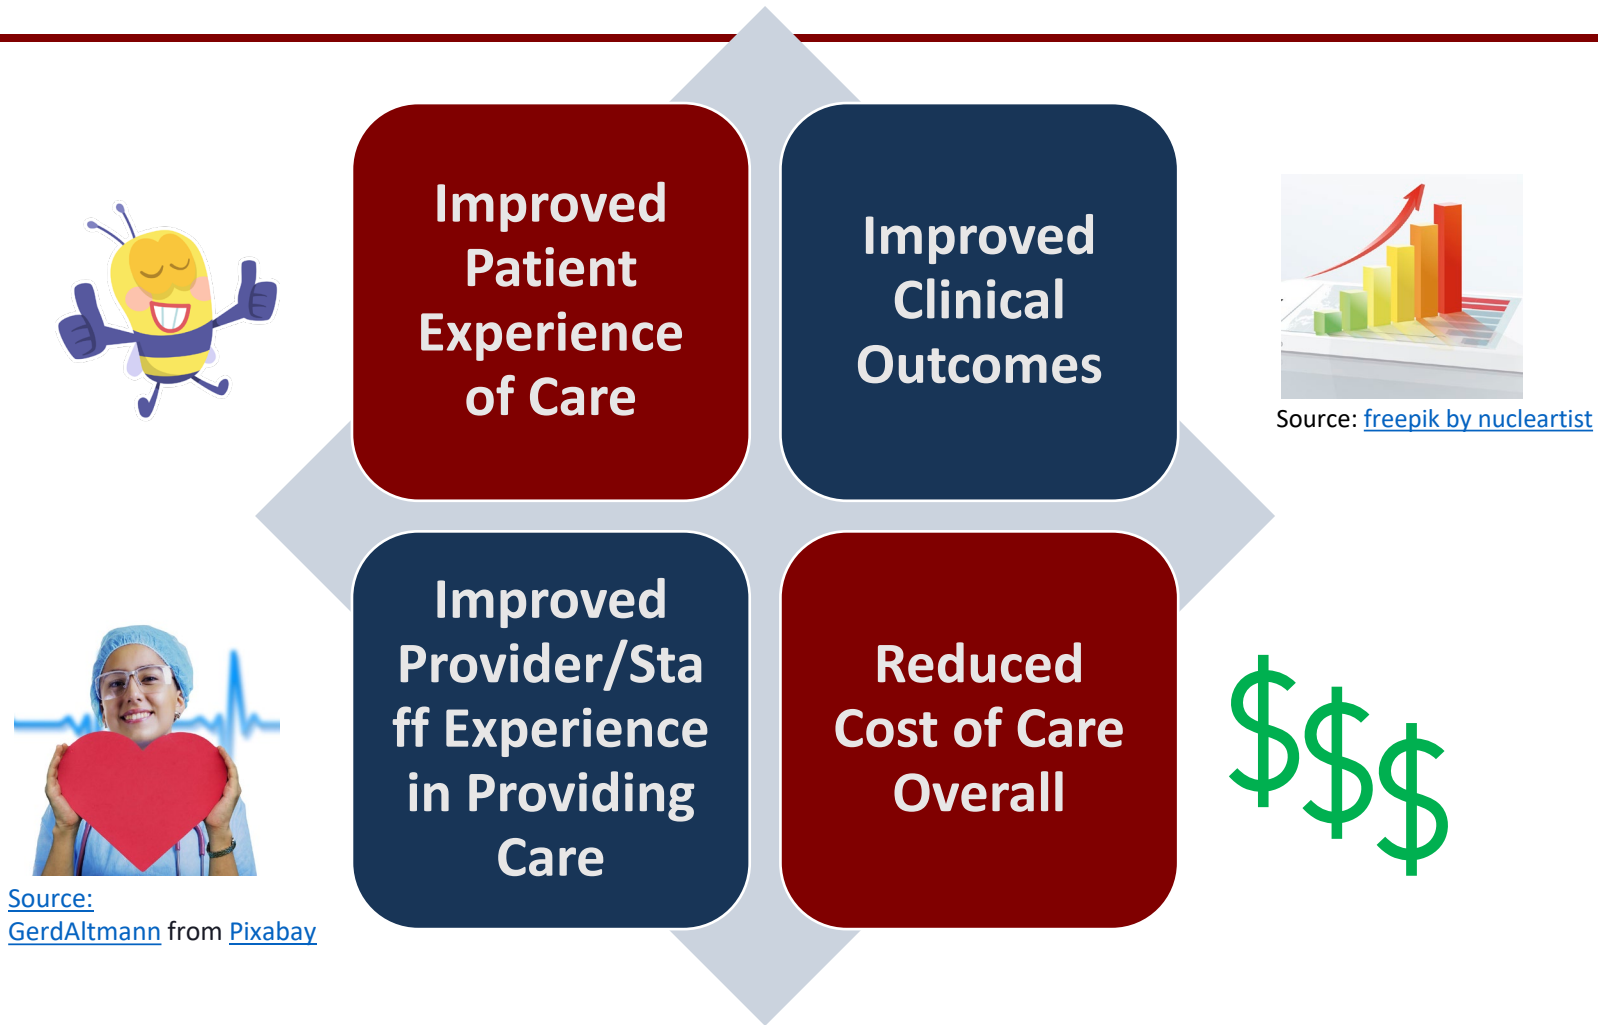 Improved
Patient
Experience
of Care
Improved
Clinical
Outcomes
Source: freepik by nucleartist
Improved
Provider/Sta
ff Experience
in Providing
Care
Reduced
Cost of Care
Overall
$$$
Source:
GerdAltmann from Pixabay